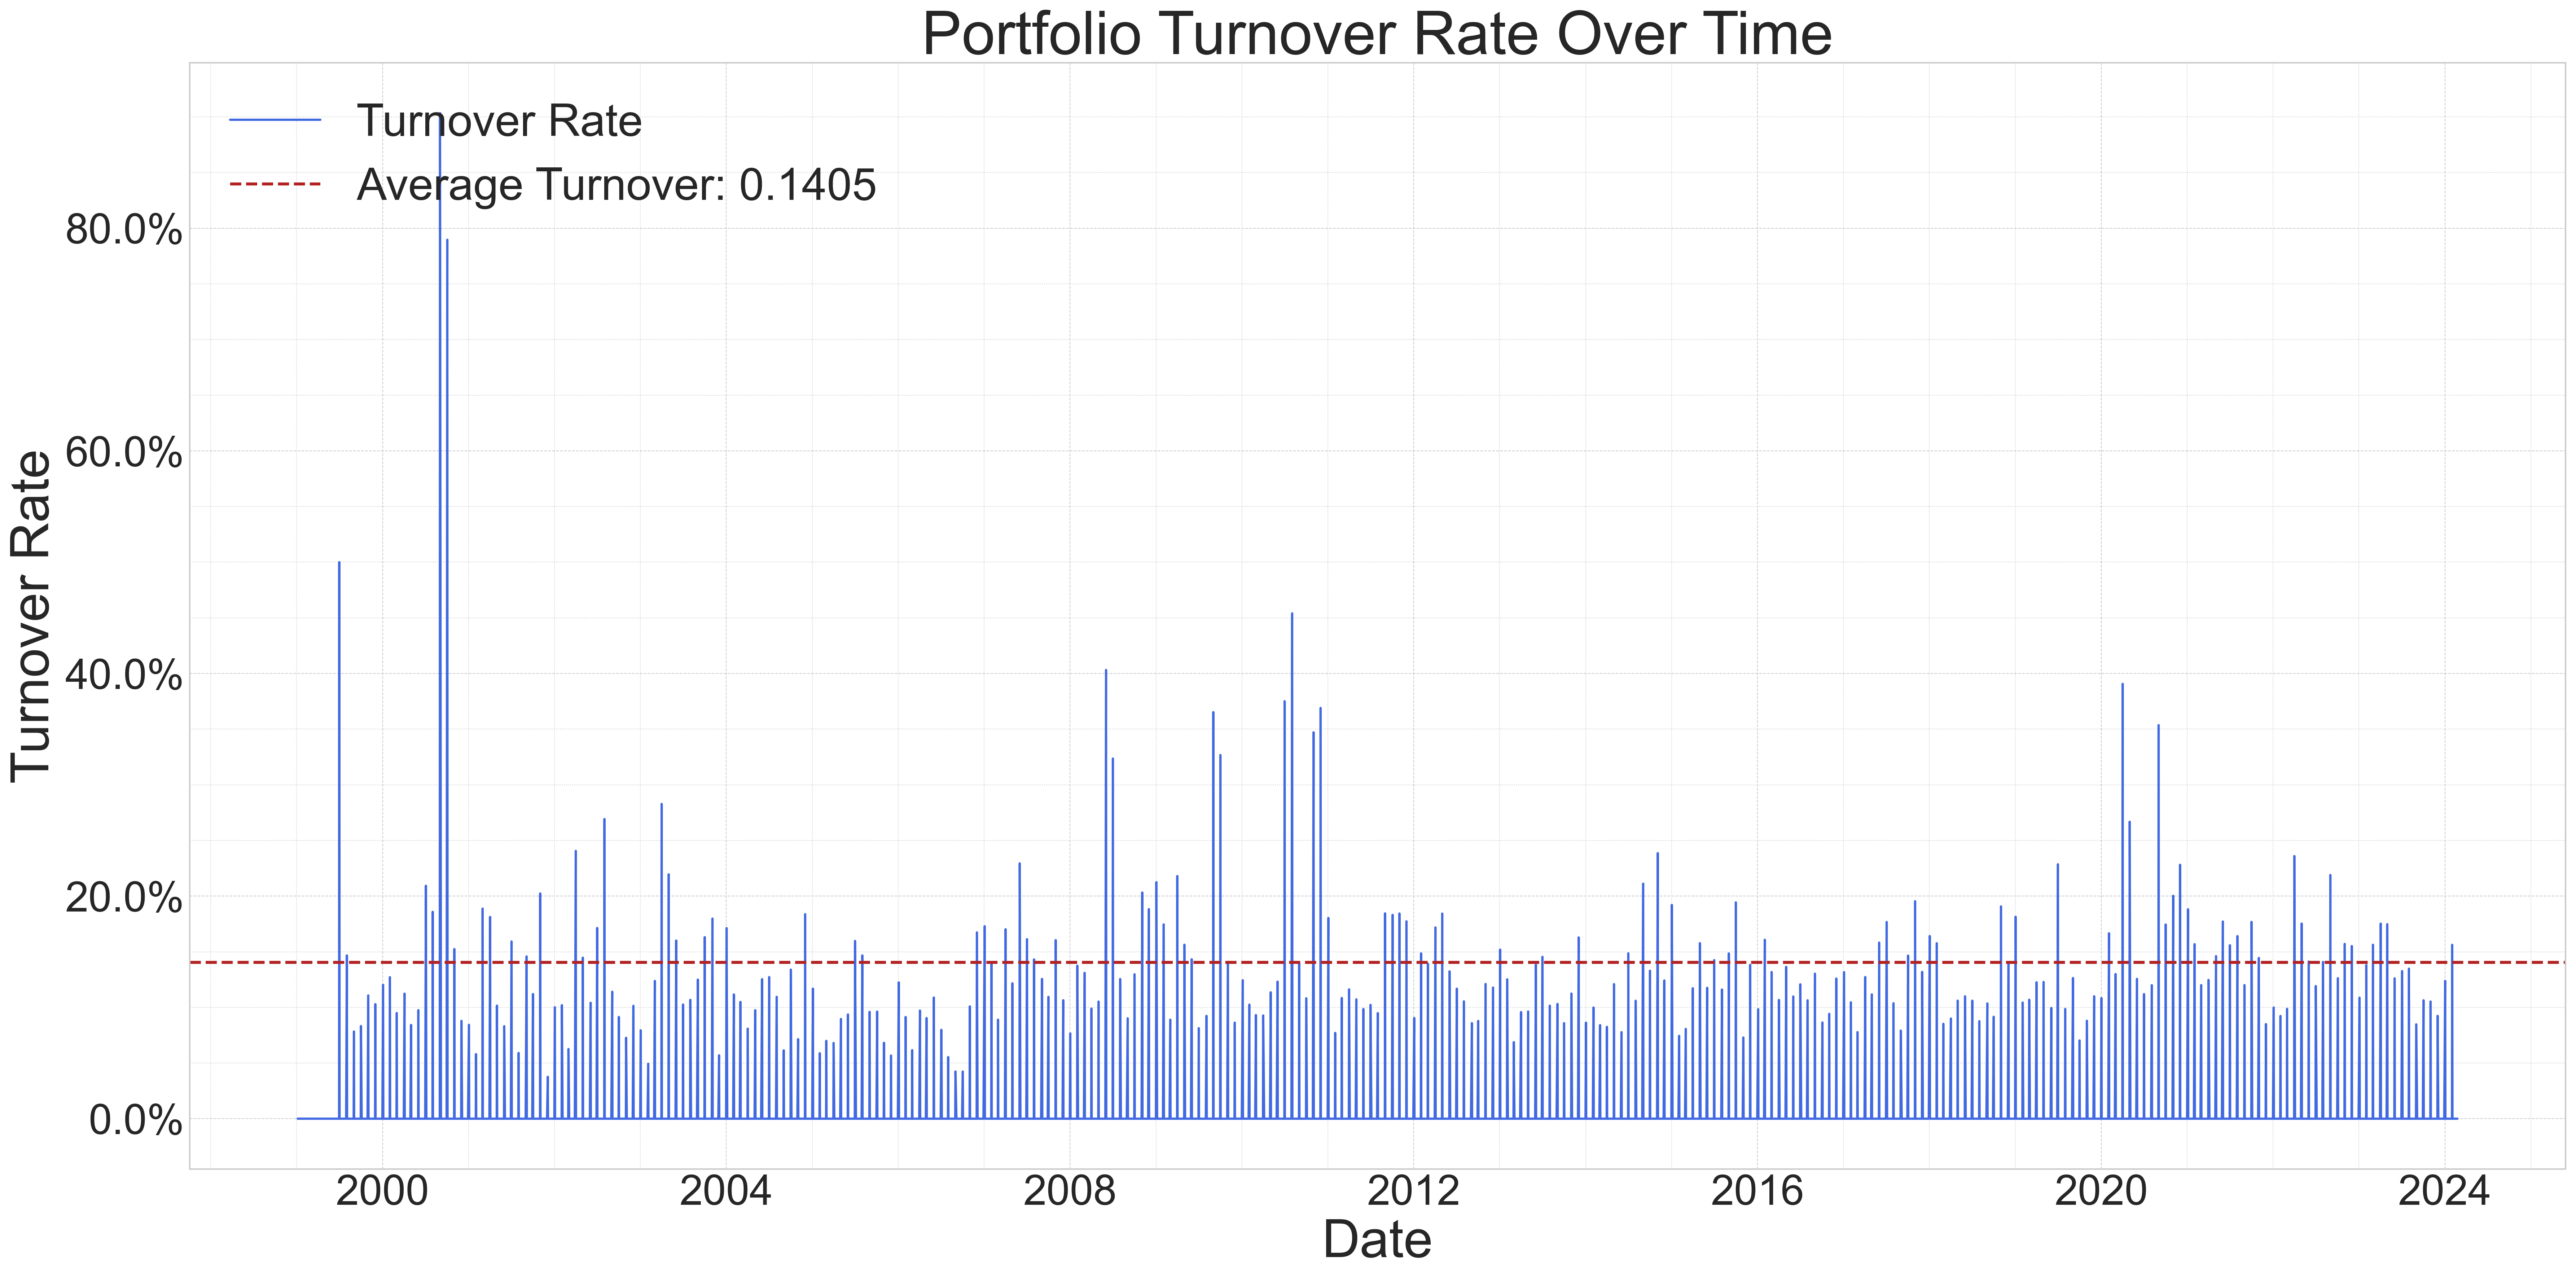 Portfolio Turnover Rate Over Time
Turnover Rate
Average Turnover: 0.1405
Turnover Rate
80.0%
60.0%
40.0%
20.0%
0.0%
2000 2004 2008 2012 2016 2020 2024
Date